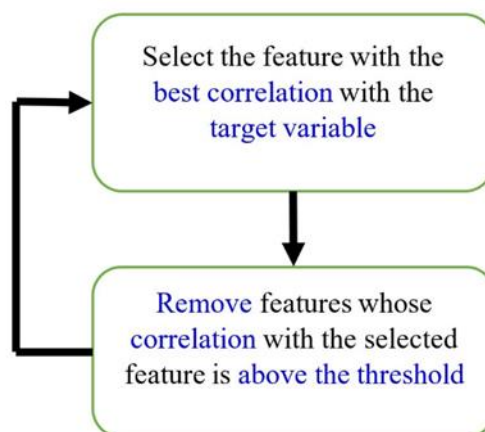 Select the feature with the
best correlation with the
target variable
Remove features whose
correlation with the selected
feature is above the threshold